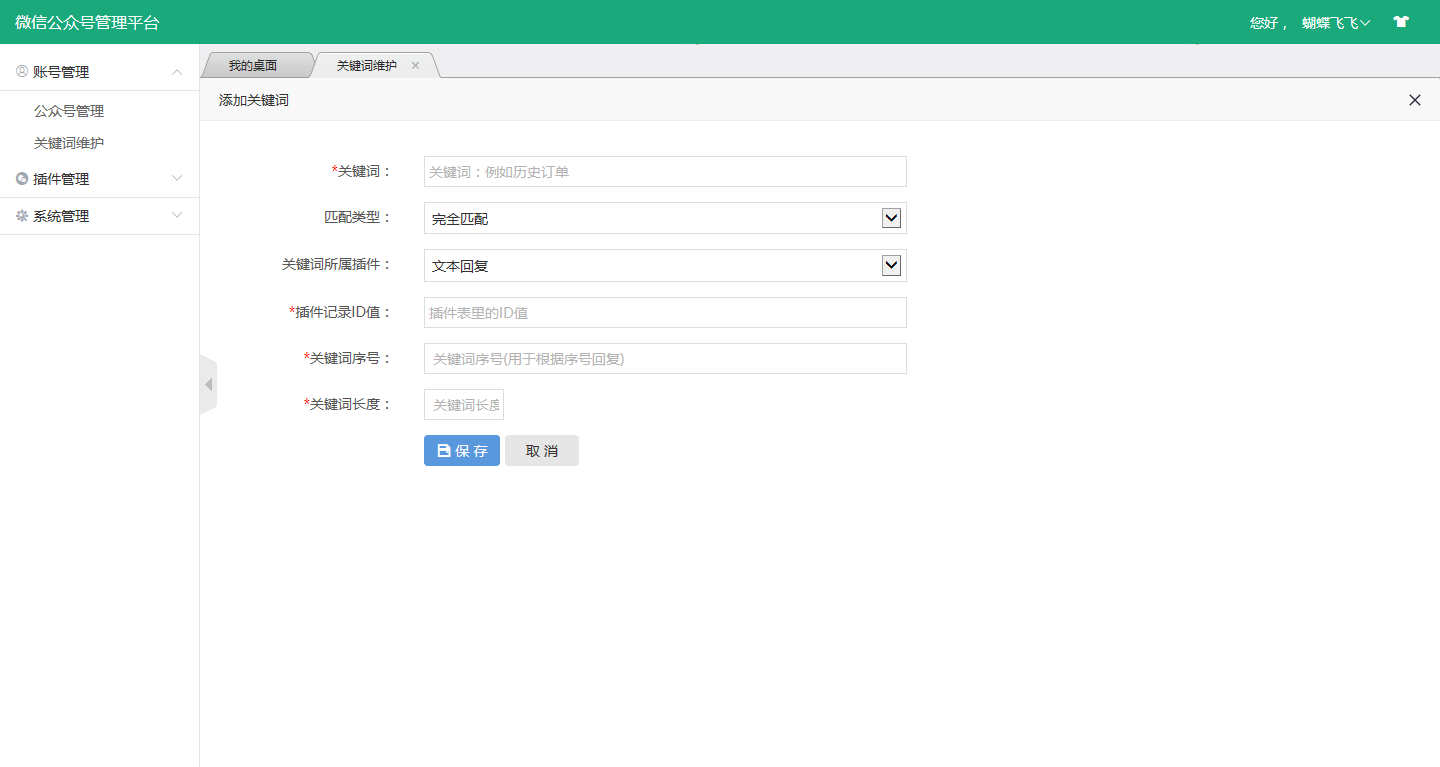 微信公众号管理平台
您好， 蝴蝶飞飞
账号管理
公众号管理
关键词维护
插件管理
系统管理
我的桌面
关键词维护
添加关键词
*关键词：
关键词：例如历史订单
匹配类型：
完全匹配
关键词所属插件：
文本回复
*插件记录ID值：
插件表里的ID值
*关键词序号：
关键词序号(用于根据序号回复)
*关键词长度：
关键词长度
保存
取消